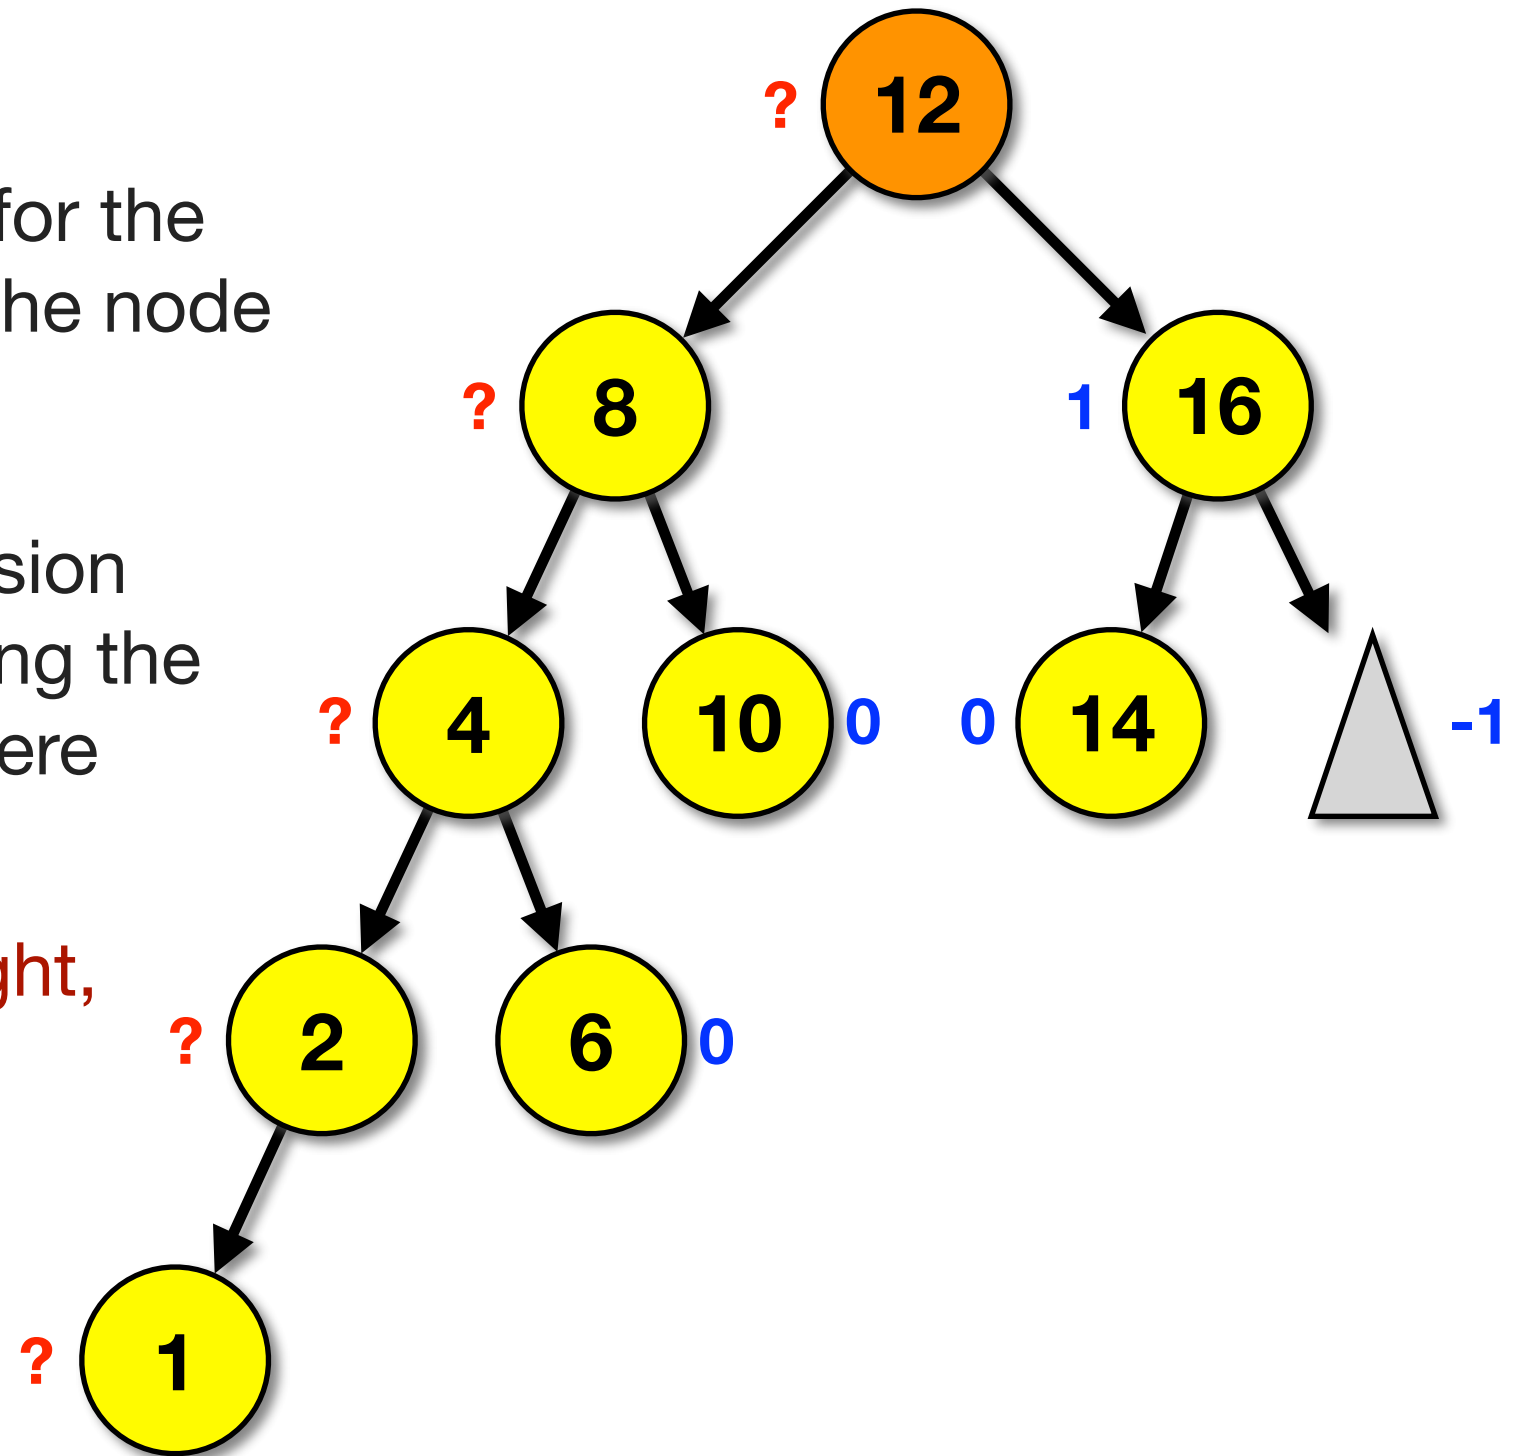 ? 12
for the
he node
? 8 1 16
sion
ng the
ere
? 4 10 0 0 14 -1
ght,
? 2 6 0
? 1